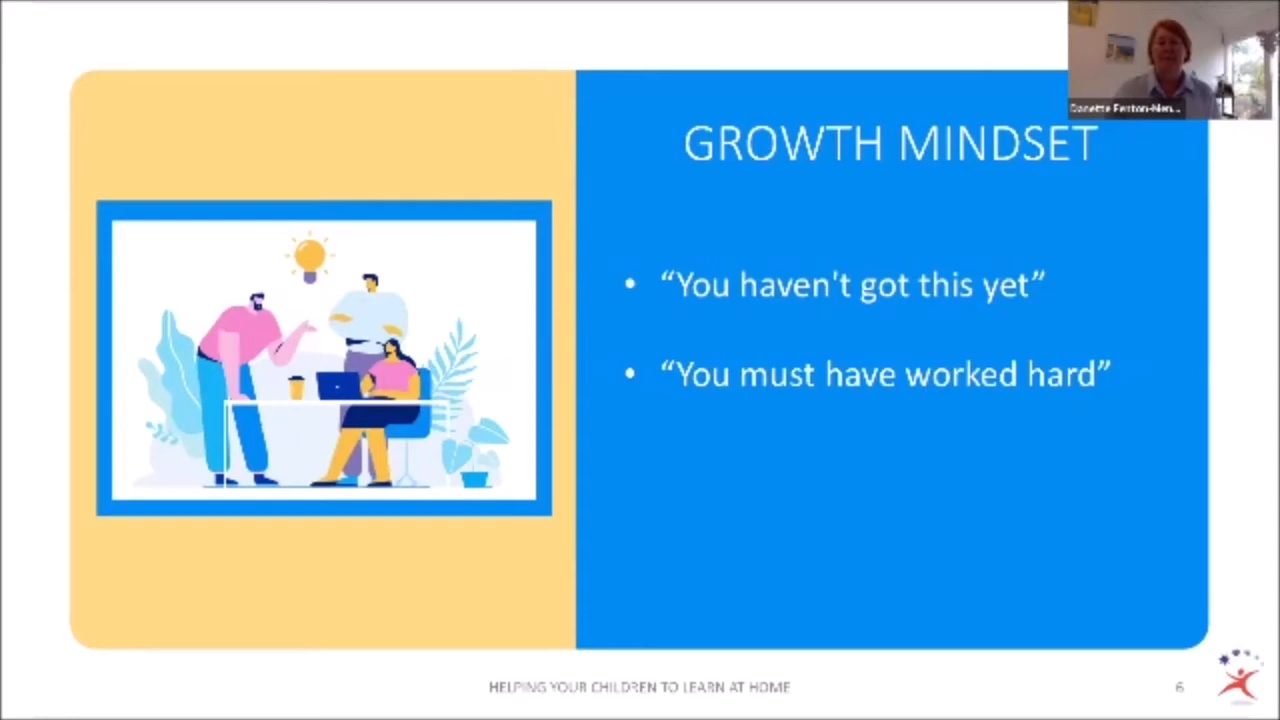 GROWTH MINDSET
• “You haven't got this yet”
• “You must have worked hard”
HELPING YOUR CHILDREN TO LEARN AT HOME
6